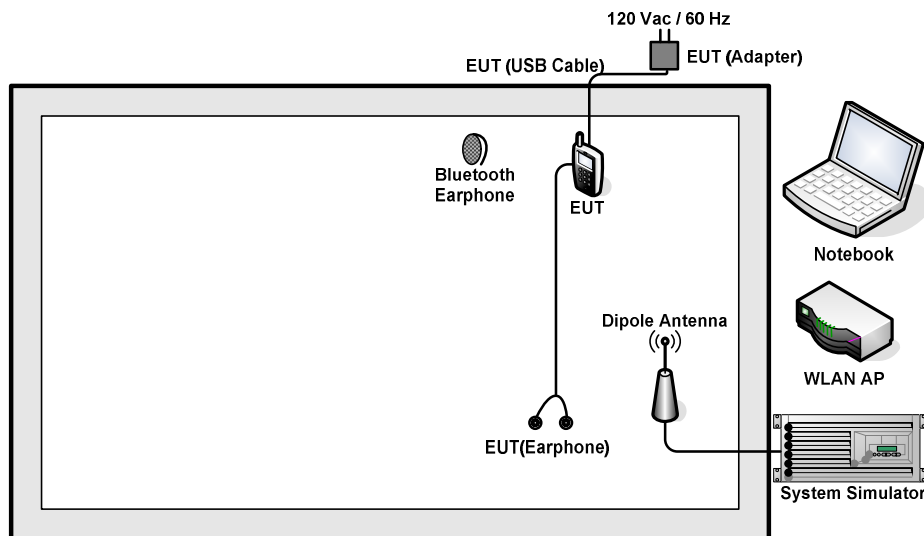 120 Vac / 60 Hz
EUT (USB Cable)
EUT (Adapter)
Bluetooth
Earphone
EUT
Notebook
Dipole Antenna
WLAN AP
EUT(Earphone)
System Simulator